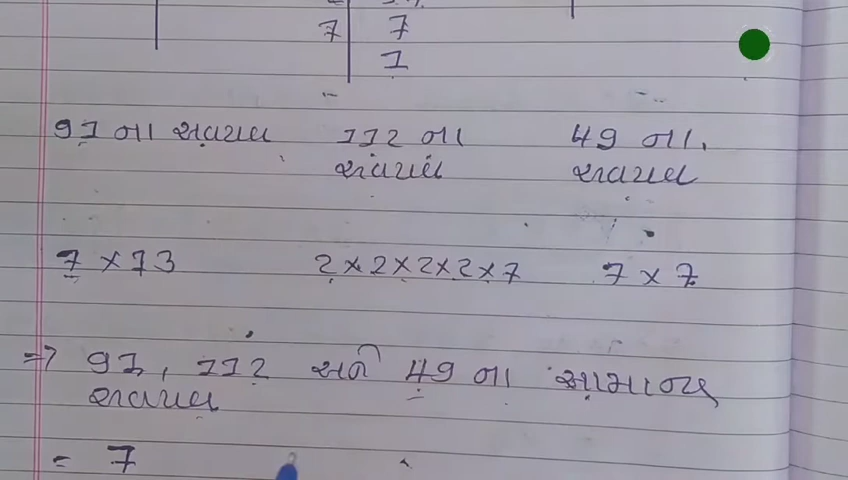 7 7
1
91 ના અવયવ 112 ના 49 ના.
અવયવ અવયવ
7 × 13 2 × 2 × 2 × 2 × 7 7 × 7
⇒ 91, 112 અને 49 ના સામાન્ય
અવયવ
= 7